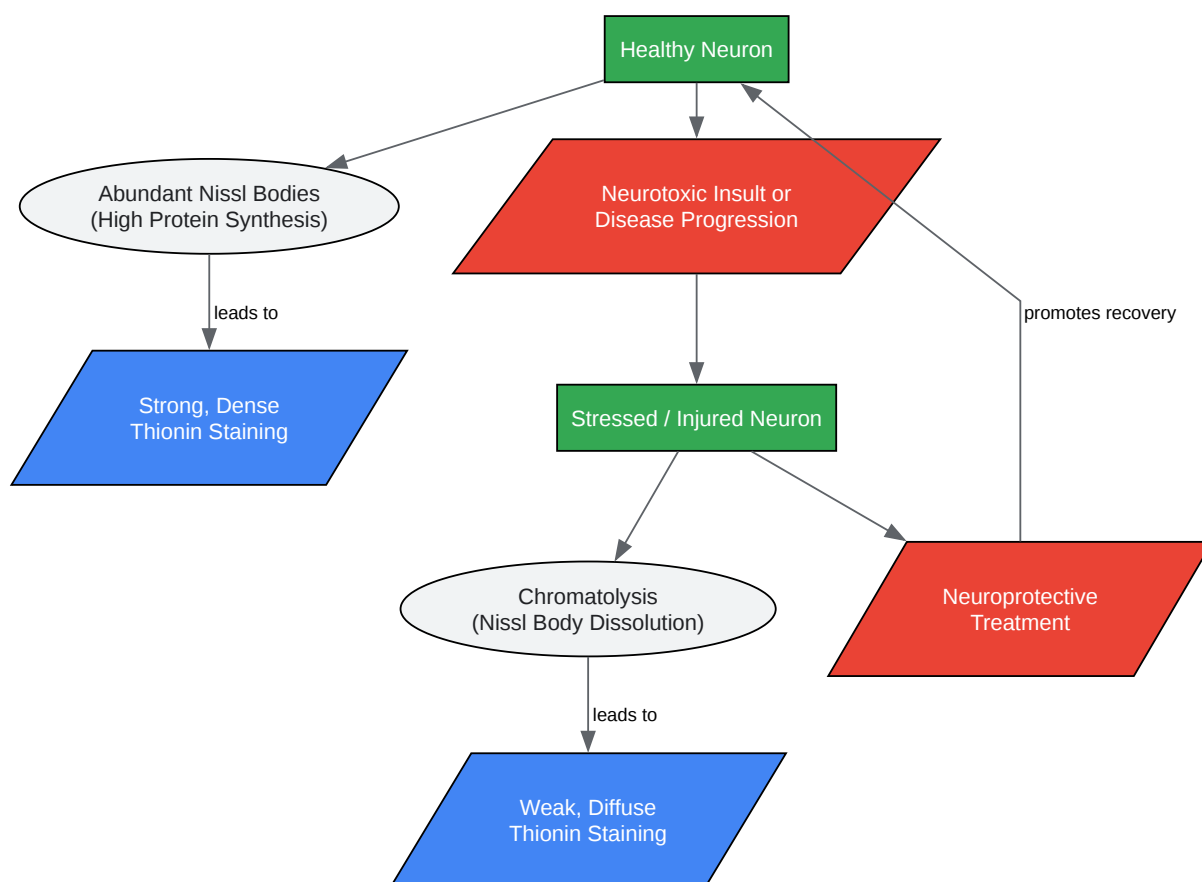 Healthy Neuron
Abundant Nissl Bodies
(High Protein Synthesis)
Neurotoxic Insult or
Disease Progression
leads to
promotes recovery
Strong, Dense
Thionin Staining
Stressed / Injured Neuron
Chromatolysis
(Nissl Body Dissolution)
Neuroprotective
Treatment
leads to
Weak, Diffuse
Thionin Staining